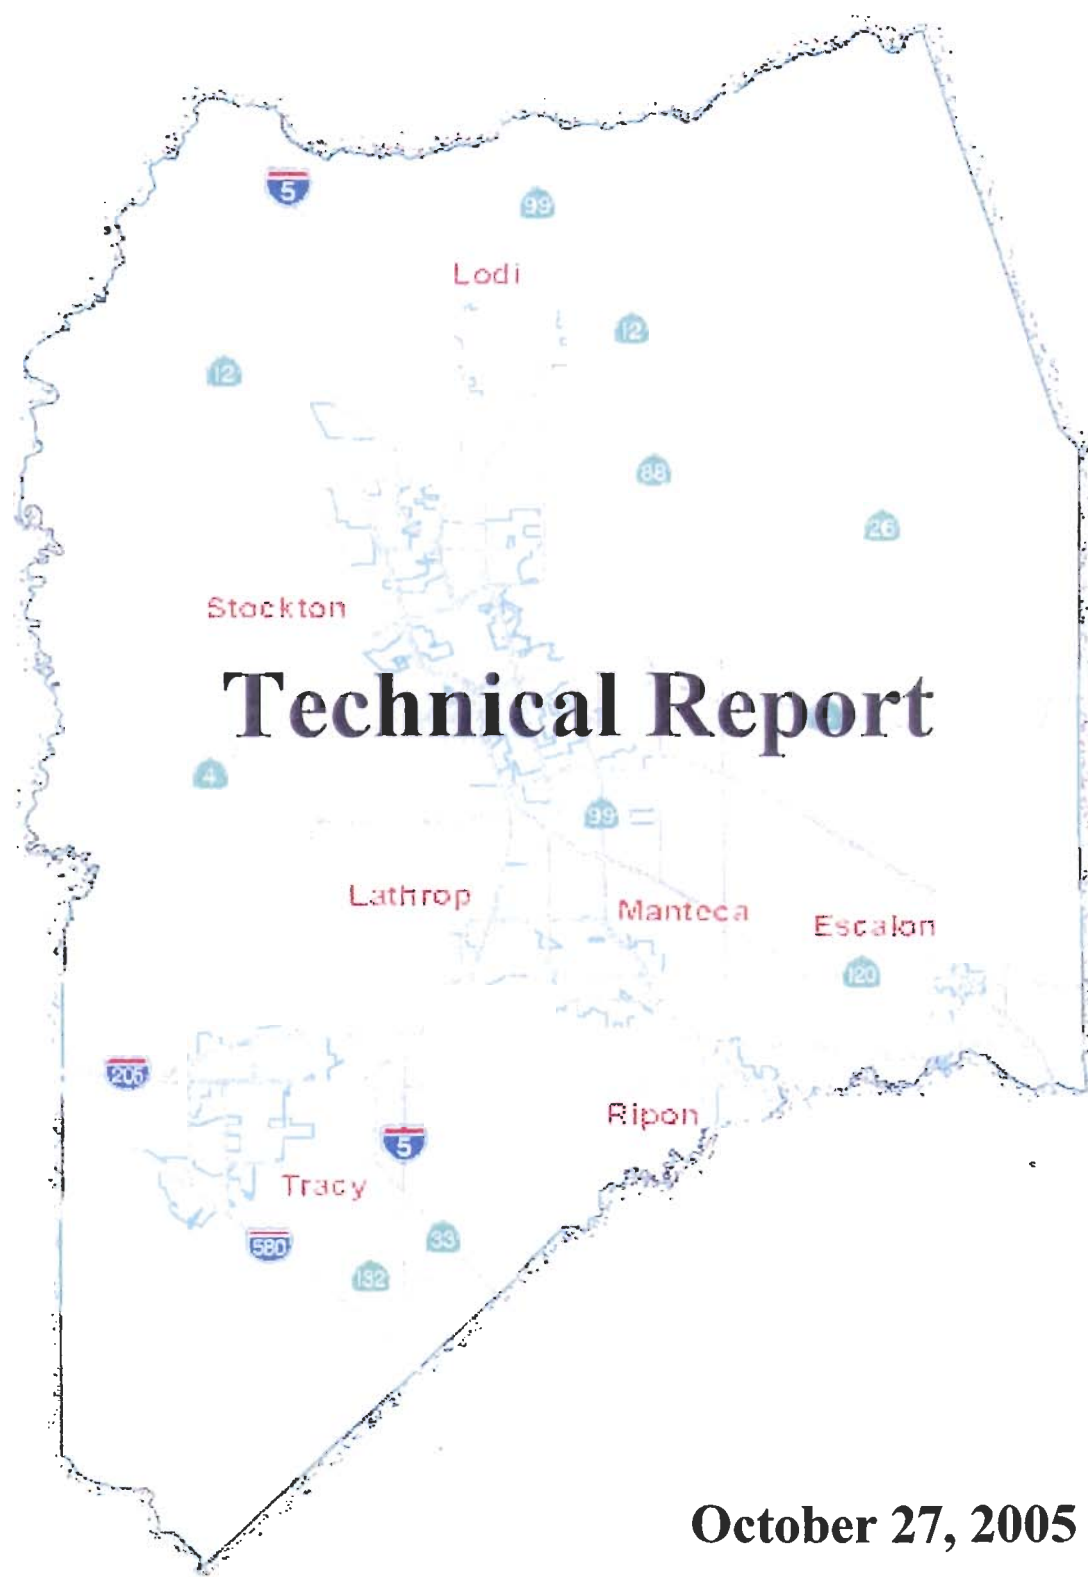 5
99
Lodi
12
12
88
26
Stockton
Technical Report
4
99
Lathrop
Manteca
Escalon
120
205
Ripon
5
Tracy
33
580
132
October 27, 2005